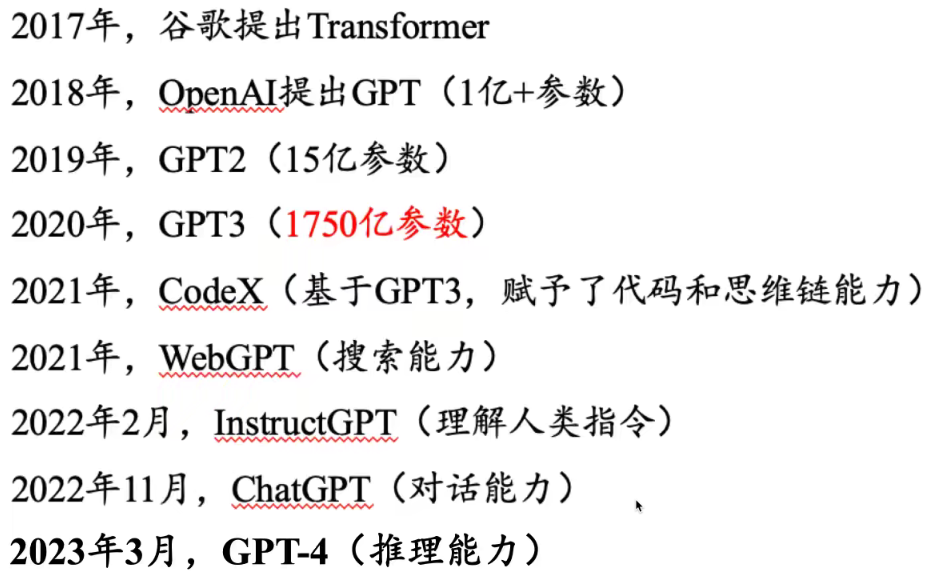 2017年，谷歌提出Transformer
2018年，OpenAI提出GPT（1亿+参数）
2019年，GPT2（15亿参数）
2020年，GPT3（1750亿参数）
2021年，CodeX（基于GPT3，赋予了代码和思维链能力）
2021年，WebGPT（搜索能力）
2022年2月，InstructGPT（理解人类指令）
2022年11月，ChatGPT（对话能力）
2023年3月，GPT-4（推理能力）